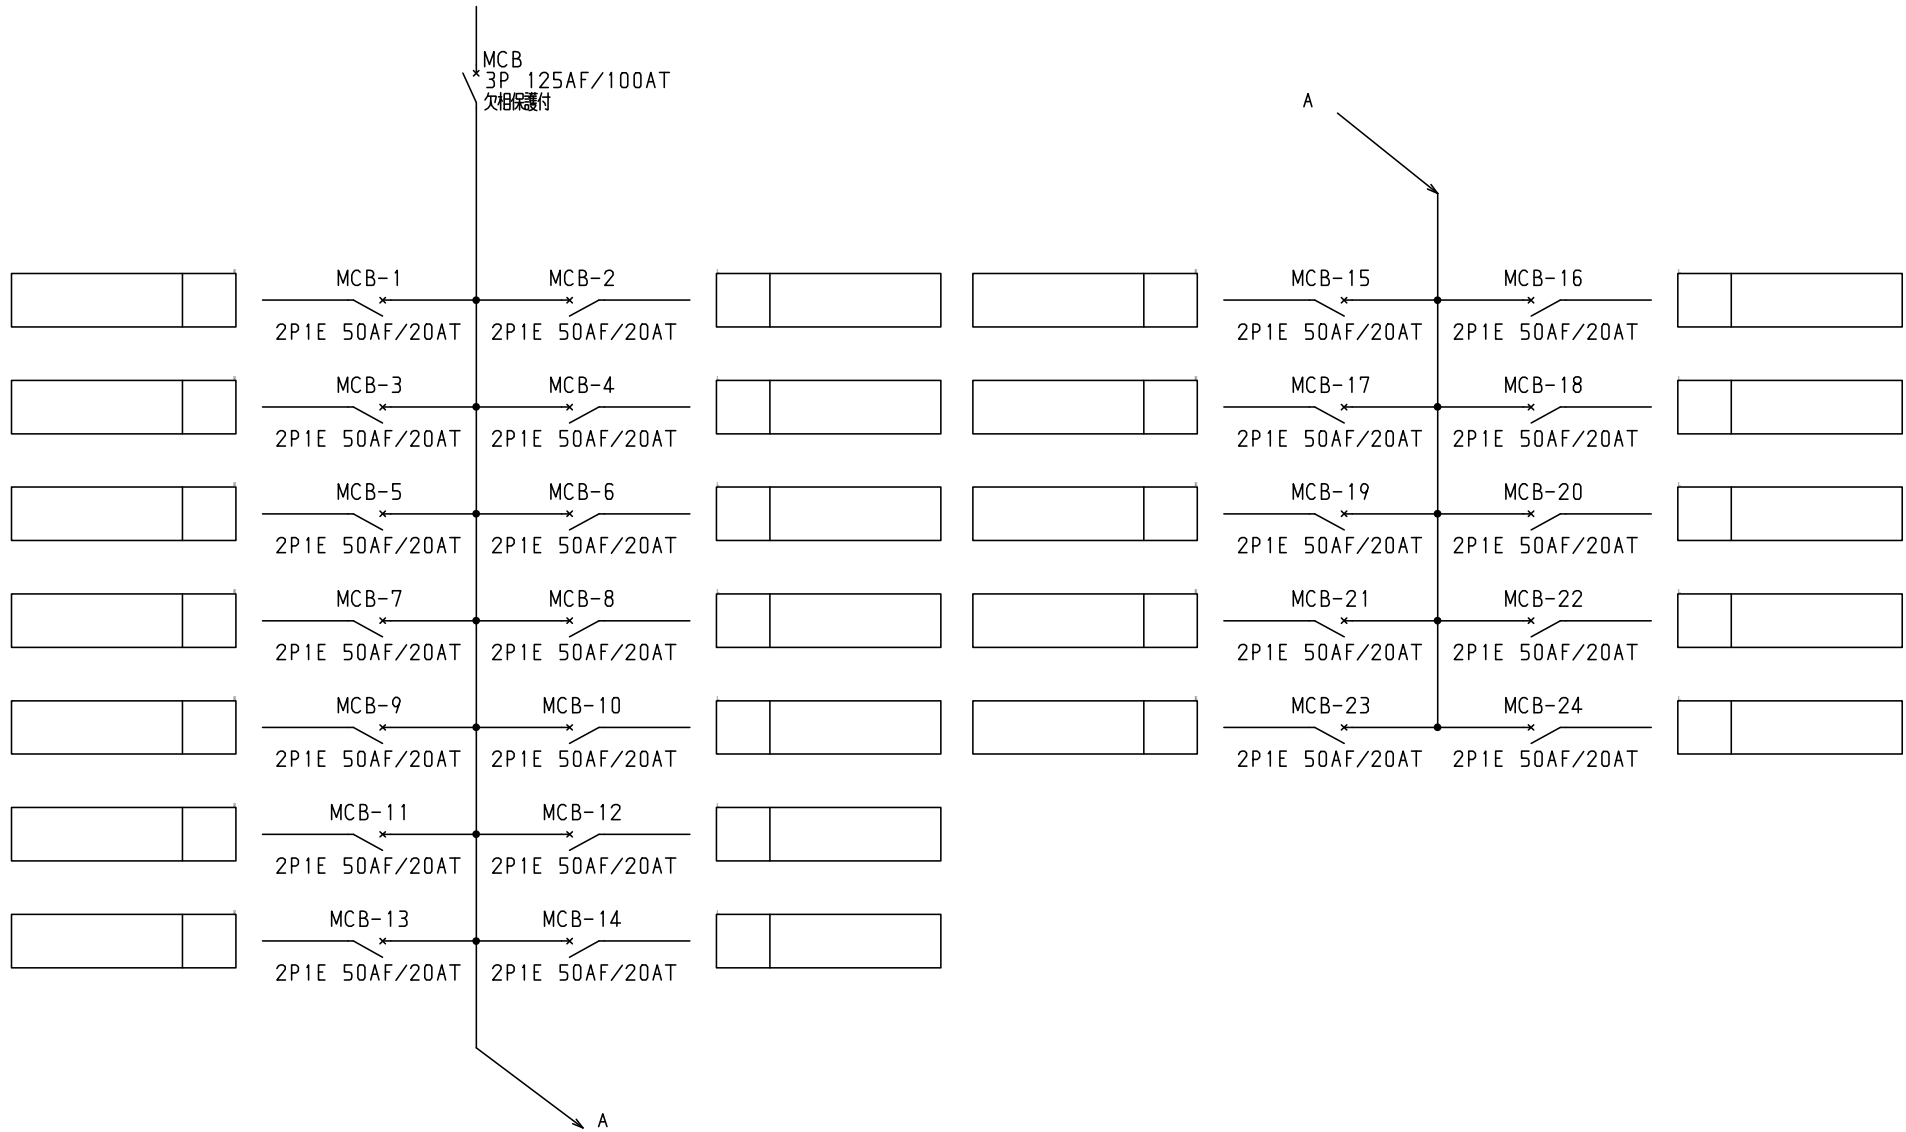 MCB
3P 125AF/100AT
欠相保護付
MCB-1 MCB-2
2P1E 50AF/20AT 2P1E 50AF/20AT
MCB-3 MCB-4
2P1E 50AF/20AT 2P1E 50AF/20AT
MCB-5 MCB-6
2P1E 50AF/20AT 2P1E 50AF/20AT
MCB-7 MCB-8
2P1E 50AF/20AT 2P1E 50AF/20AT
MCB-9 MCB-10
2P1E 50AF/20AT 2P1E 50AF/20AT
MCB-11 MCB-12
2P1E 50AF/20AT 2P1E 50AF/20AT
MCB-13 MCB-14
2P1E 50AF/20AT 2P1E 50AF/20AT
A
A
MCB-15 MCB-16
2P1E 50AF/20AT 2P1E 50AF/20AT
MCB-17 MCB-18
2P1E 50AF/20AT 2P1E 50AF/20AT
MCB-19 MCB-20
2P1E 50AF/20AT 2P1E 50AF/20AT
MCB-21 MCB-22
2P1E 50AF/20AT 2P1E 50AF/20AT
MCB-23 MCB-24
2P1E 50AF/20AT 2P1E 50AF/20AT